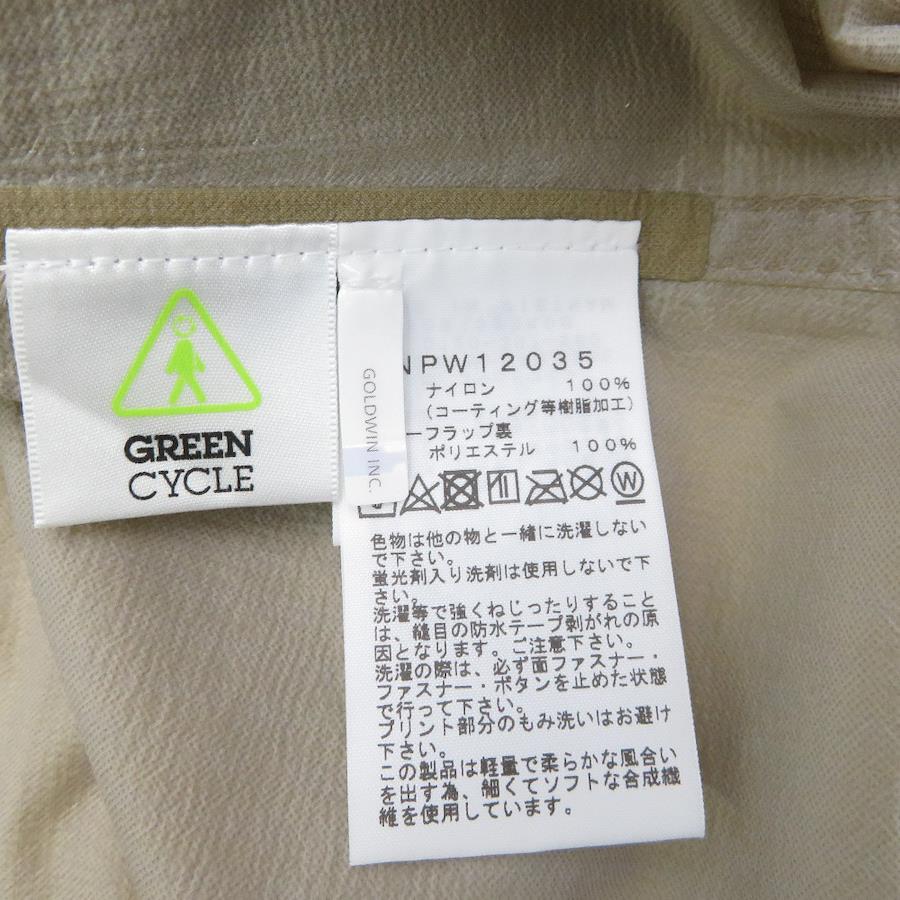 GREEN
CYCLE
GOLDWIN INC.
NPW12035
ナイロン 100%
(コーティング等樹脂加工)
ーフラップ裏
ポリエステル 100%
W
色物は他の物と一緒に洗濯しない
で下さい。
蛍光剤入り洗剤は使用しないで下
さい。
洗濯等で強くねじったりすること
は、縫目の防水テープ剥がれの原
因となります。ご注意下さい。
洗濯の際は、必ず面ファスナー・
ファスナー・ボタンを止めた状態
で行って下さい。
プリント部分のもみ洗いはお避け
下さい。
この製品は軽量で柔らかな風合い
を出す為、細くてソフトな合成繊
維を使用しています。